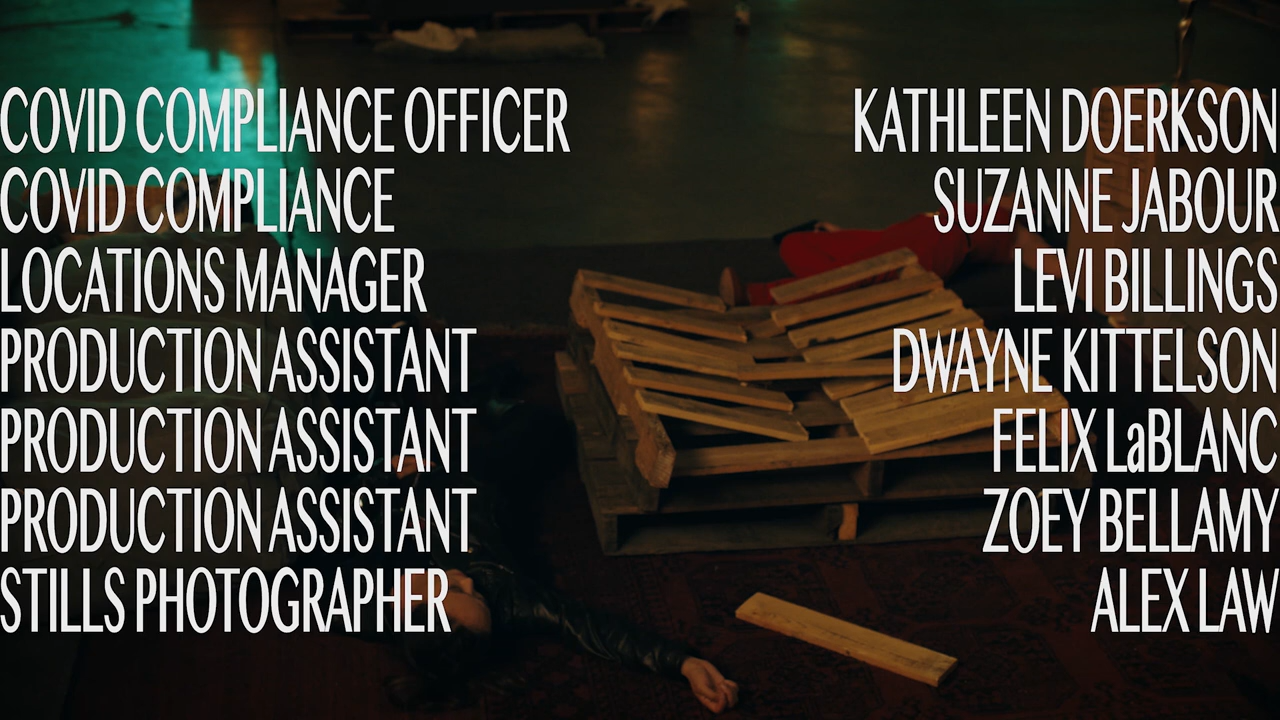 COVID COMPLIANCE OFFICER KATHLEEN DOERKSON
COVID COMPLIANCE SUZANNE JABOUR
LOCATIONS MANAGER LEVI BILLINGS
PRODUCTION ASSISTANT DWAYNE KITTELSON
PRODUCTION ASSISTANT FELIX LaBLANC
PRODUCTION ASSISTANT ZOEY BELLAMY
STILLS PHOTOGRAPHER ALEX LAW